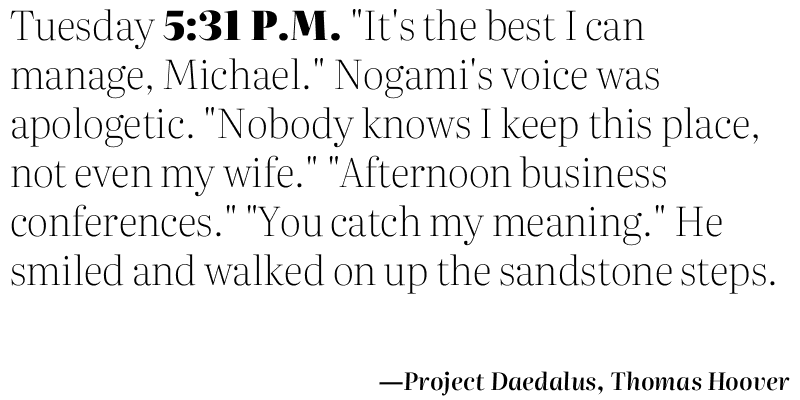 Tuesday 5:31 P.M. "It's the best I can
manage, Michael." Nogami's voice was
apologetic. "Nobody knows I keep this place,
not even my wife." "Afternoon business
conferences." "You catch my meaning." He
smiled and walked on up the sandstone steps.
—Project Daedalus, Thomas Hoover